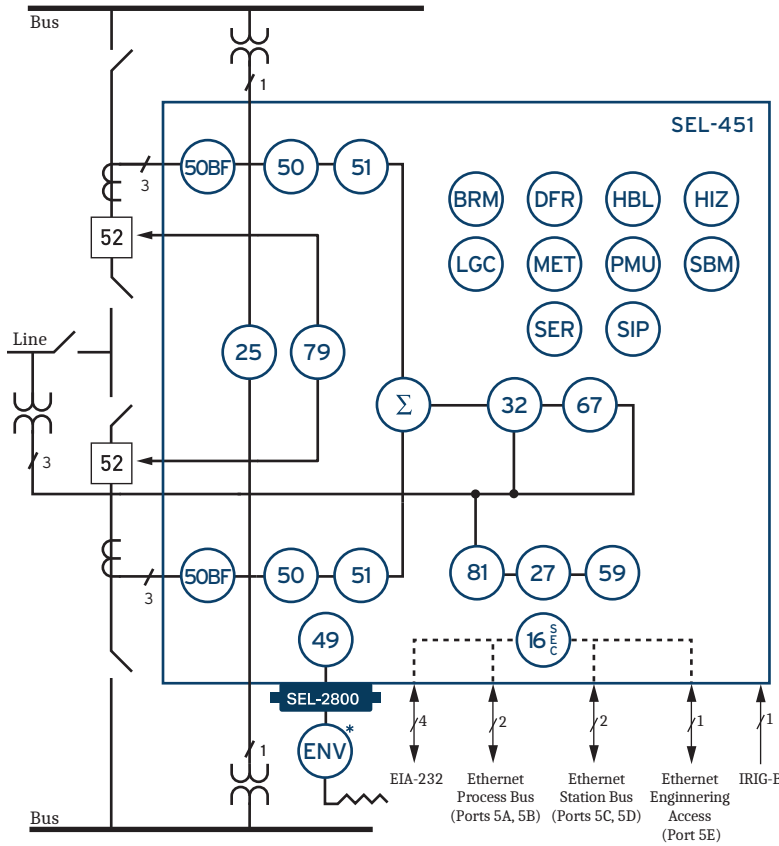 Bus
1
SEL-451
3
50BF
50
51
BRM
DFR
HBL
HIZ
52
LGC
MET
PMU
SBM
SER
SIP
Line
25
79
Σ
32
67
3
52
3
50BF
50
51
81
27
59
49
16 SEC
SEL-2800
4
2
2
1
1
1
ENV*
EIA-232
Ethernet
Process Bus
(Ports 5A, 5B)
Ethernet
Station Bus
(Ports 5C, 5D)
Ethernet
Enginnering
Access
(Port 5E)
IRIG-B
Bus